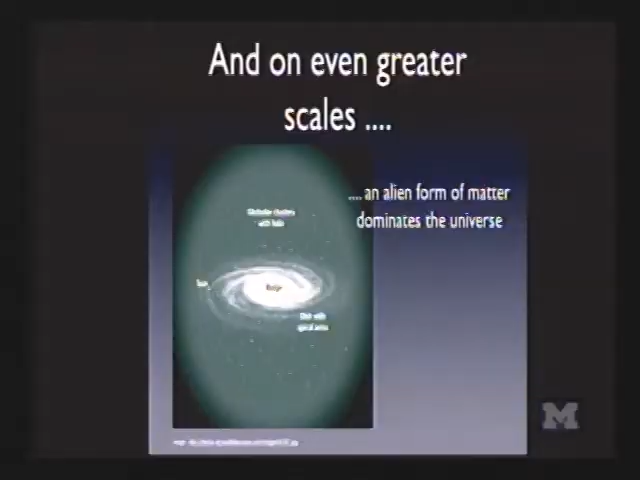 And on even greater
scales ....
.... an alien form of matter
dominates the universe
Globular clusters
with halo
Sun
Bulge
Disk with
spiral arms
M